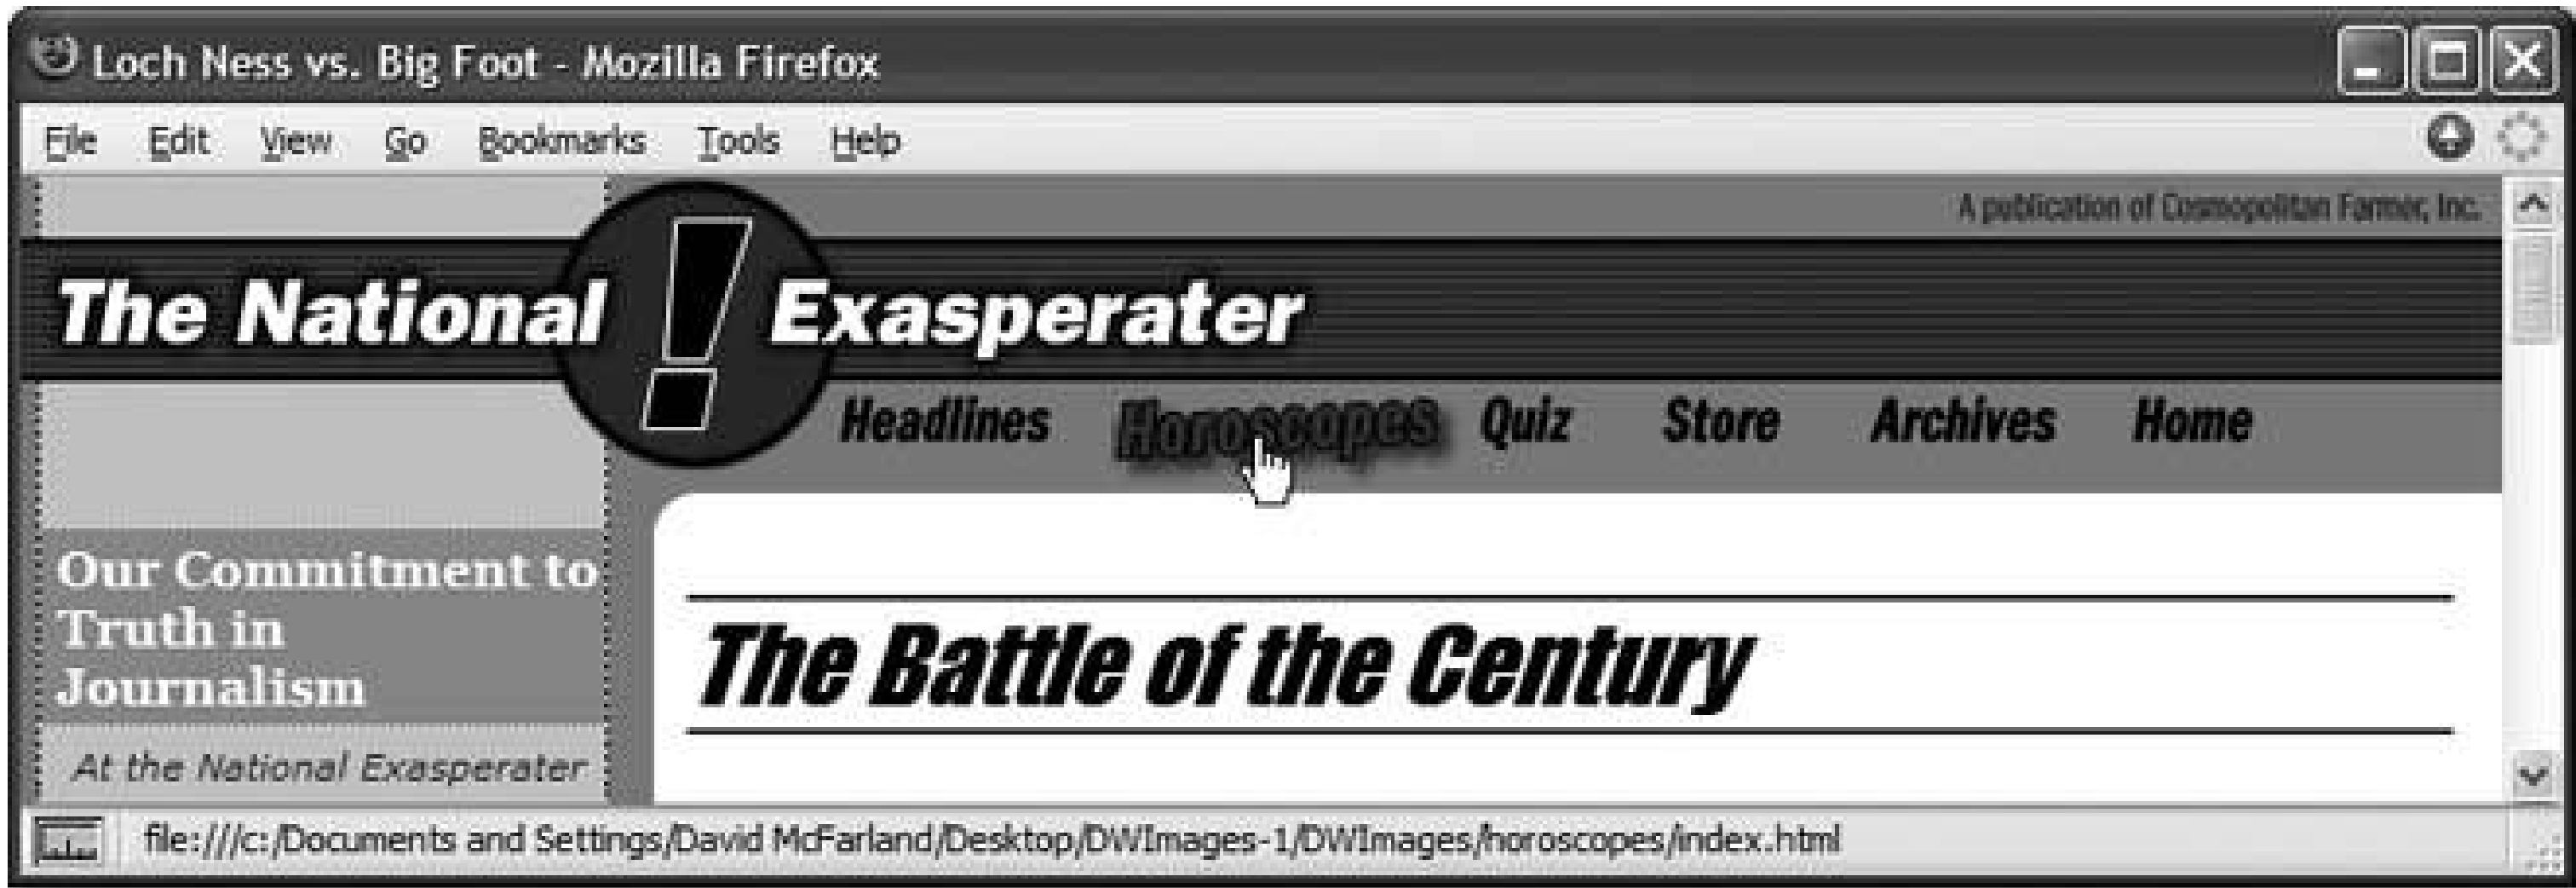 Loch Ness vs. Big Foot - Mozilla Firefox
File Edit View Go Bookmarks Tools Help
A publication of Cosmopolitan Farmer, Inc.
The National ! Exasperater
Headlines Horoscopes Quiz Store Archives Home
Our Commitment to
Truth in
Journalism
At the National Exasperater
The Battle of the Century
file:///c:/Documents and Settings/David McFarland/Desktop/DWImages-1/DWImages/horoscopes/index.html